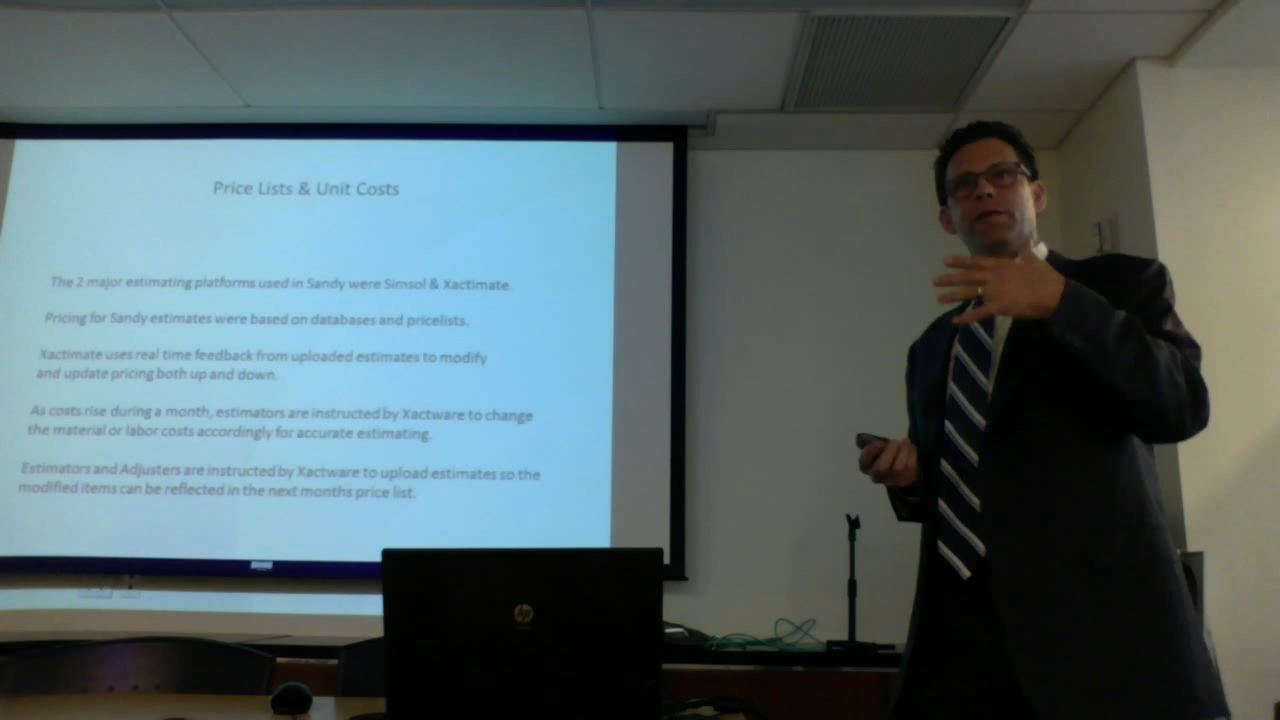 Price Lists & Unit Costs
The 2 major estimating platforms used in Sandy were Simsol & Xactimate.
Pricing for Sandy estimates were based on databases and pricelists.
Xactimate uses real time feedback from uploaded estimates to modify
and update pricing both up and down.
As costs rise during a month, estimators are instructed by Xactware to change
the material or labor costs accordingly for accurate estimating.
Estimators and Adjusters are instructed by Xactware to upload estimates so the
modified items can be reflected in the next months price list.
hp